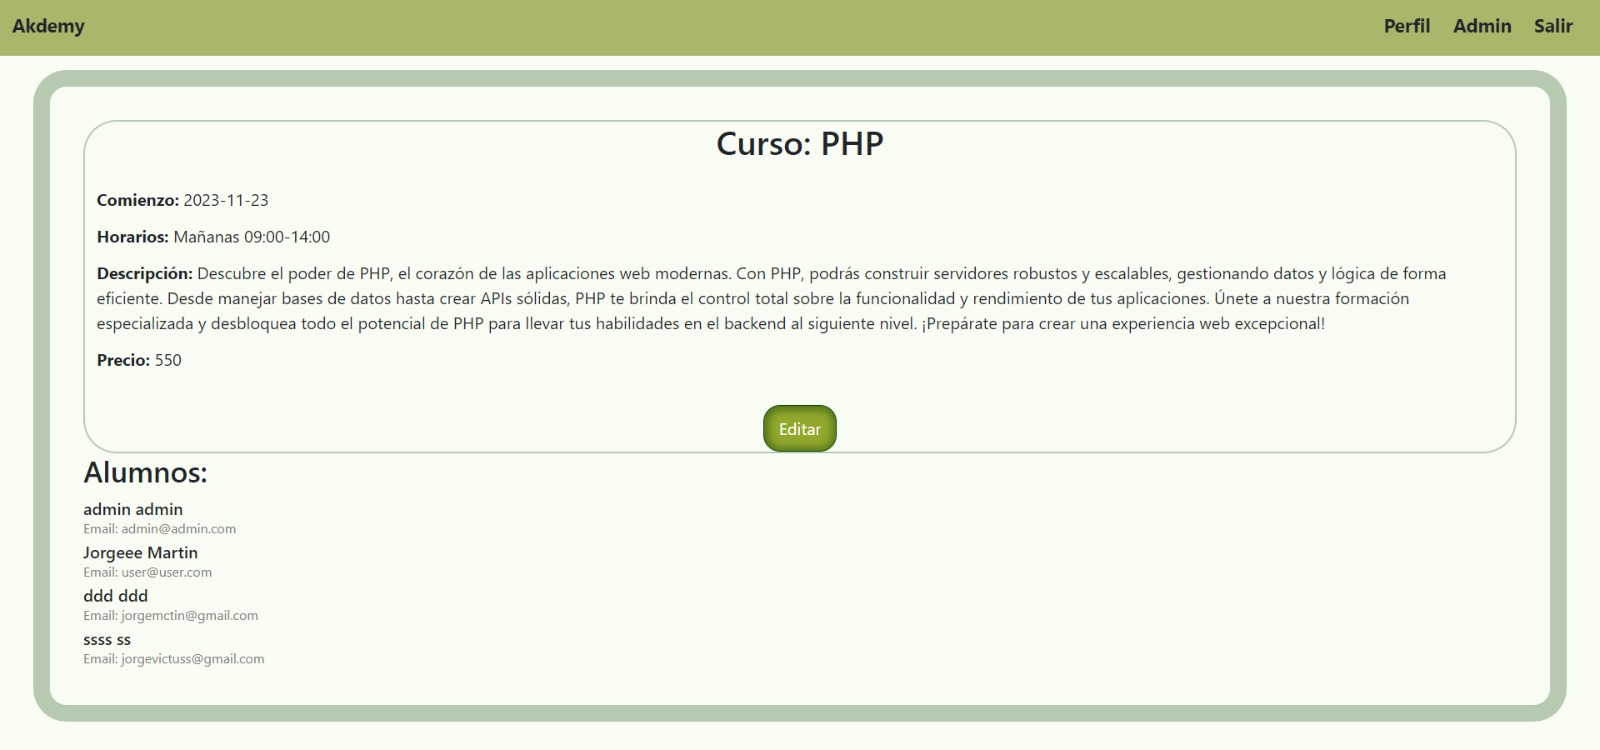 Akdemy
Perfil Admin Salir
Curso: PHP
Comienzo: 2023-11-23
Horarios: Mañanas 09:00-14:00
Descripción: Descubre el poder de PHP, el corazón de las aplicaciones web modernas. Con PHP, podrás construir servidores robustos y escalables, gestionando datos y lógica de forma
eficiente. Desde manejar bases de datos hasta crear APIs sólidas, PHP te brinda el control total sobre la funcionalidad y rendimiento de tus aplicaciones. Únete a nuestra formación
especializada y desbloquea todo el potencial de PHP para llevar tus habilidades en el backend al siguiente nivel. ¡Prepárate para crear una experiencia web excepcional!
Precio: 550
Editar
Alumnos:
admin admin
Email: admin@admin.com
Jorgeee Martin
Email: user@user.com
ddd ddd
Email: jorgemctin@gmail.com
ssss ss
Email: jorgevictuss@gmail.com